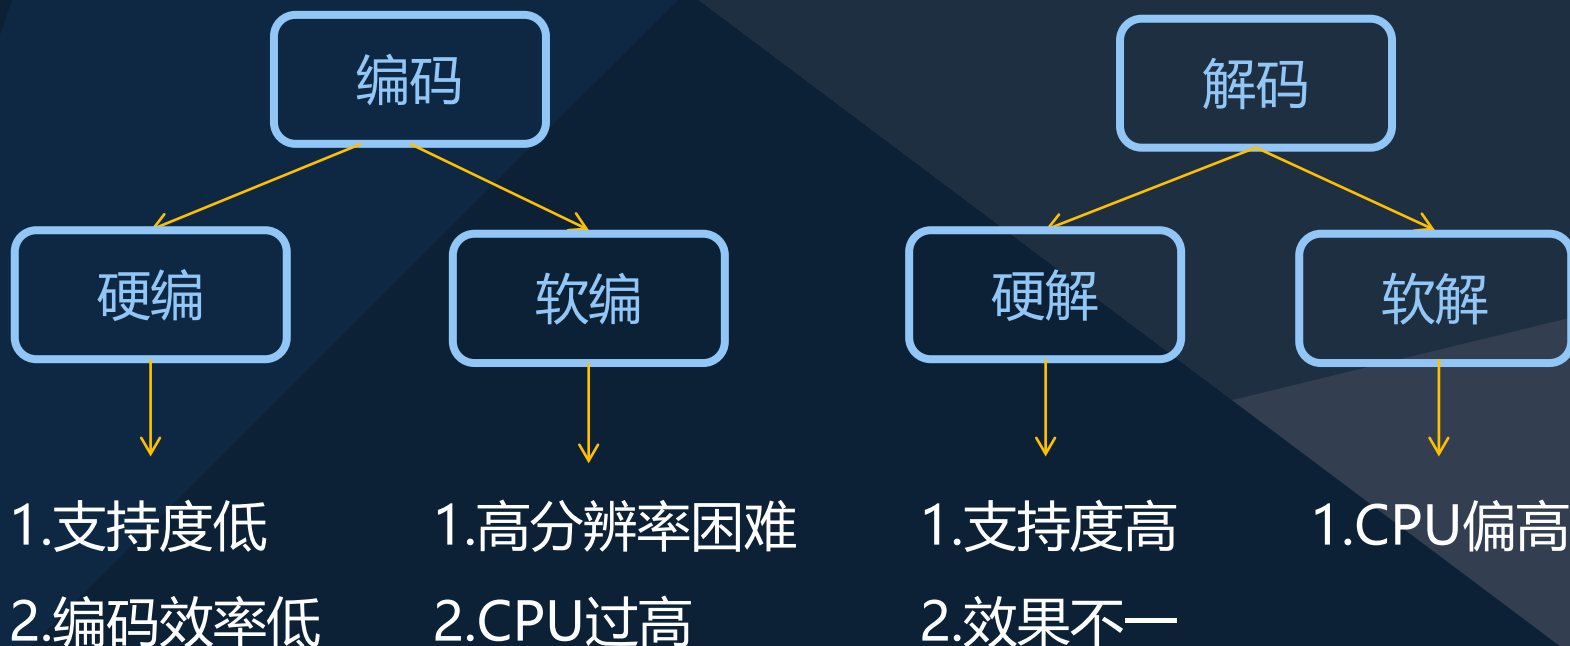 编码
解码
硬编
软编
硬解
软解
1.支持度低
1.高分辨率困难
1.支持度高
1.CPU偏高
2.编码效率低
2.CPU过高
2.效果不一